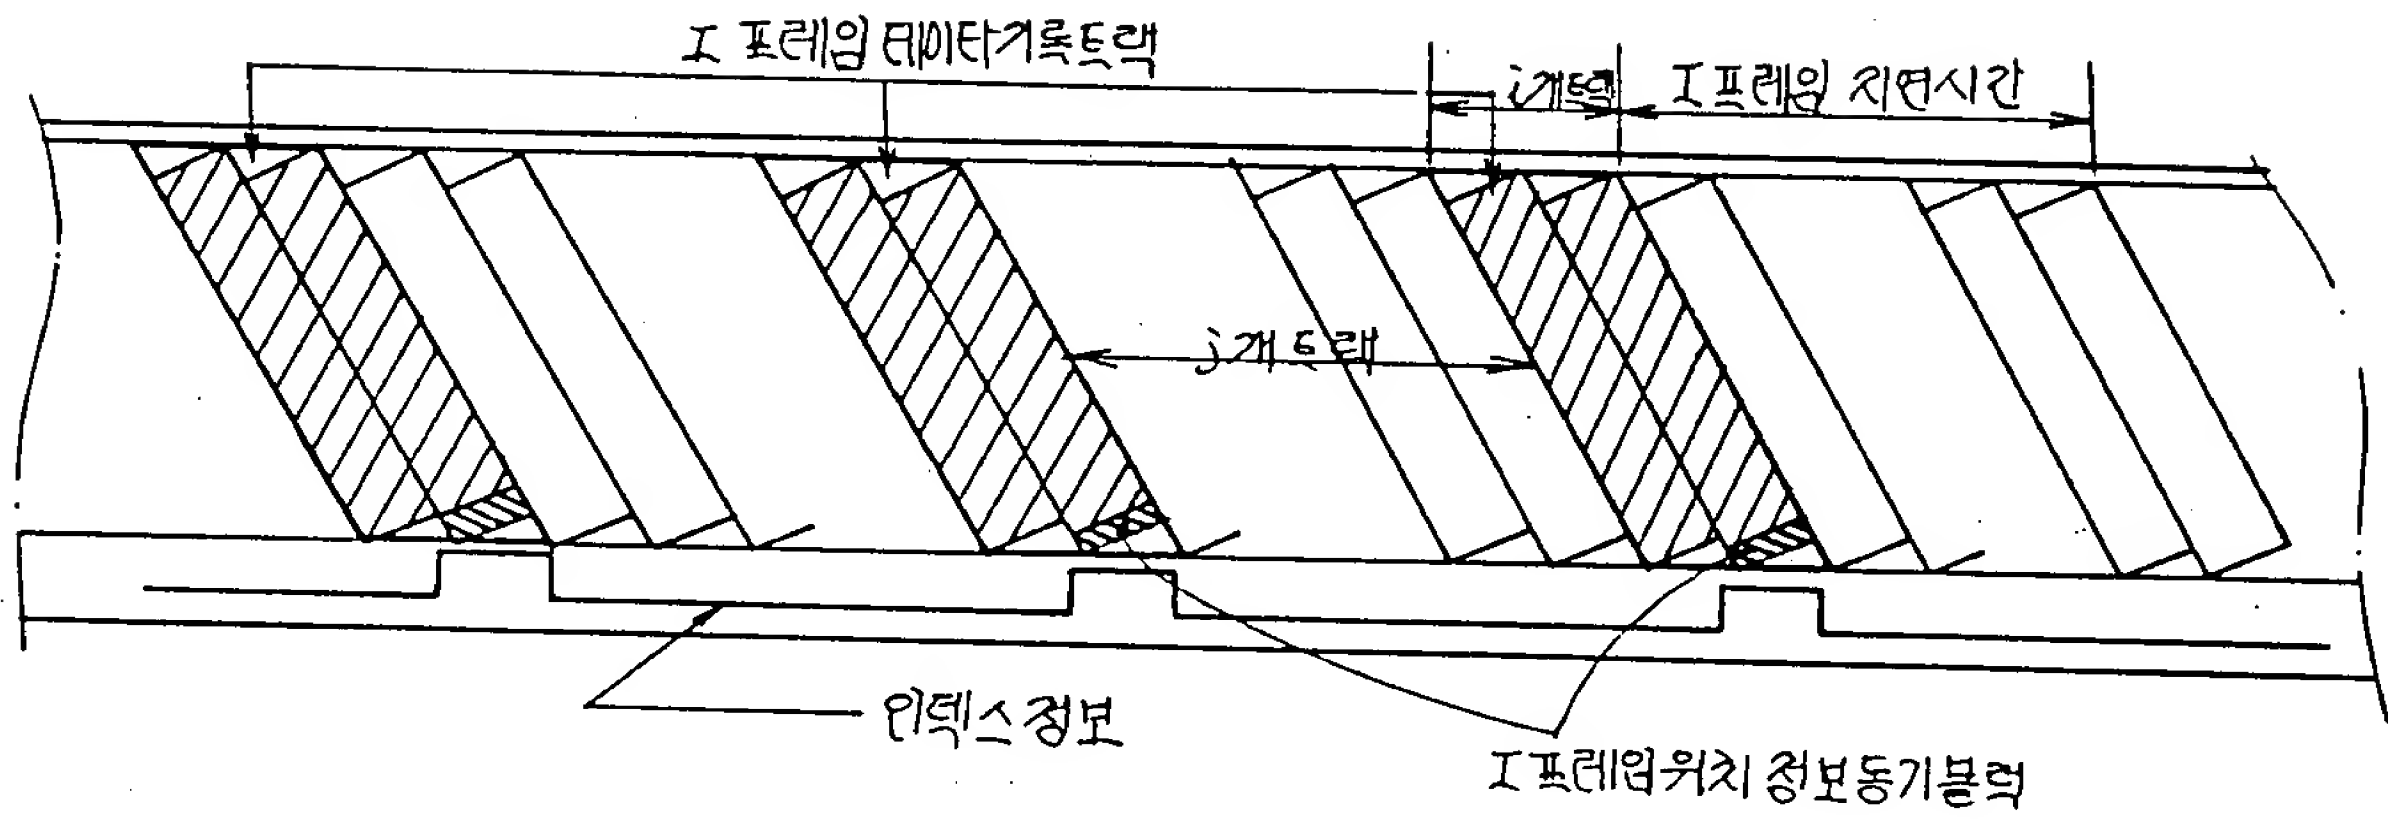 I 프레임 데이타기록트랙
i개트랙
I 프레임 지연시간
j개트랙
인덱스정보
I 프레임위치 정보동기블럭